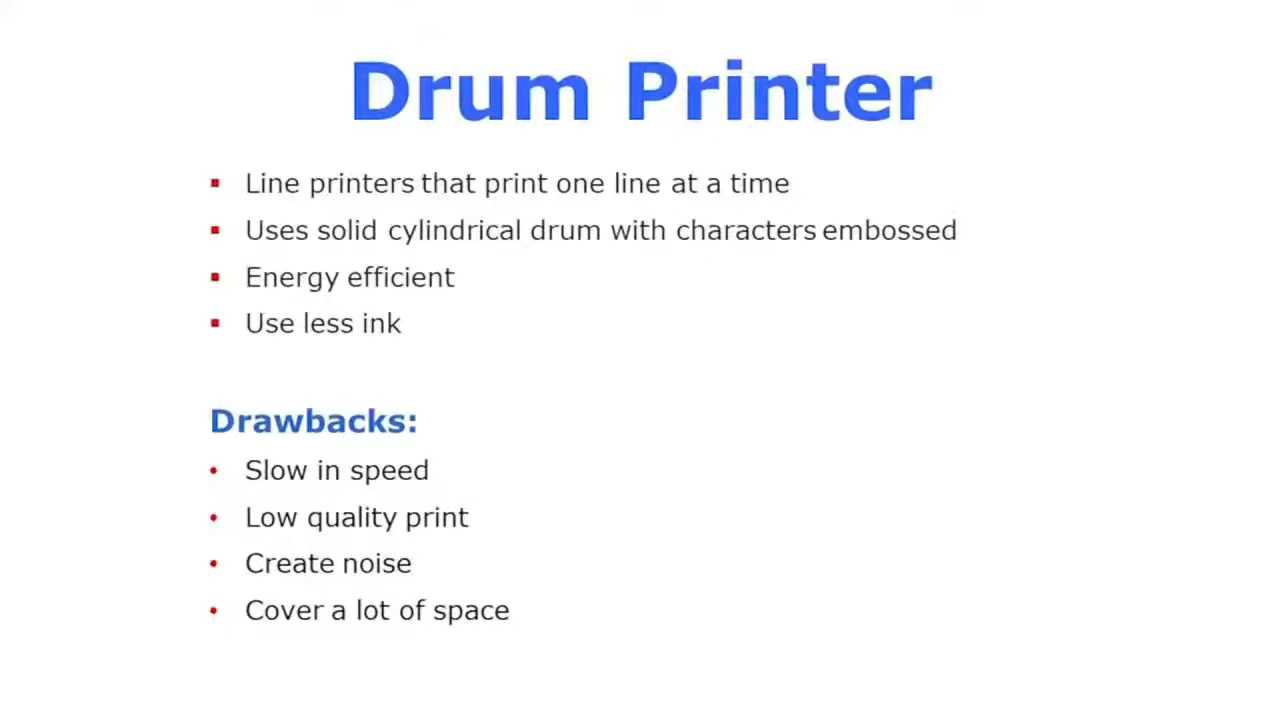 Drum Printer
Line printers that print one line at a time
Uses solid cylindrical drum with characters embossed
Energy efficient
Use less ink
Drawbacks:
Slow in speed
Low quality print
Create noise
Cover a lot of space